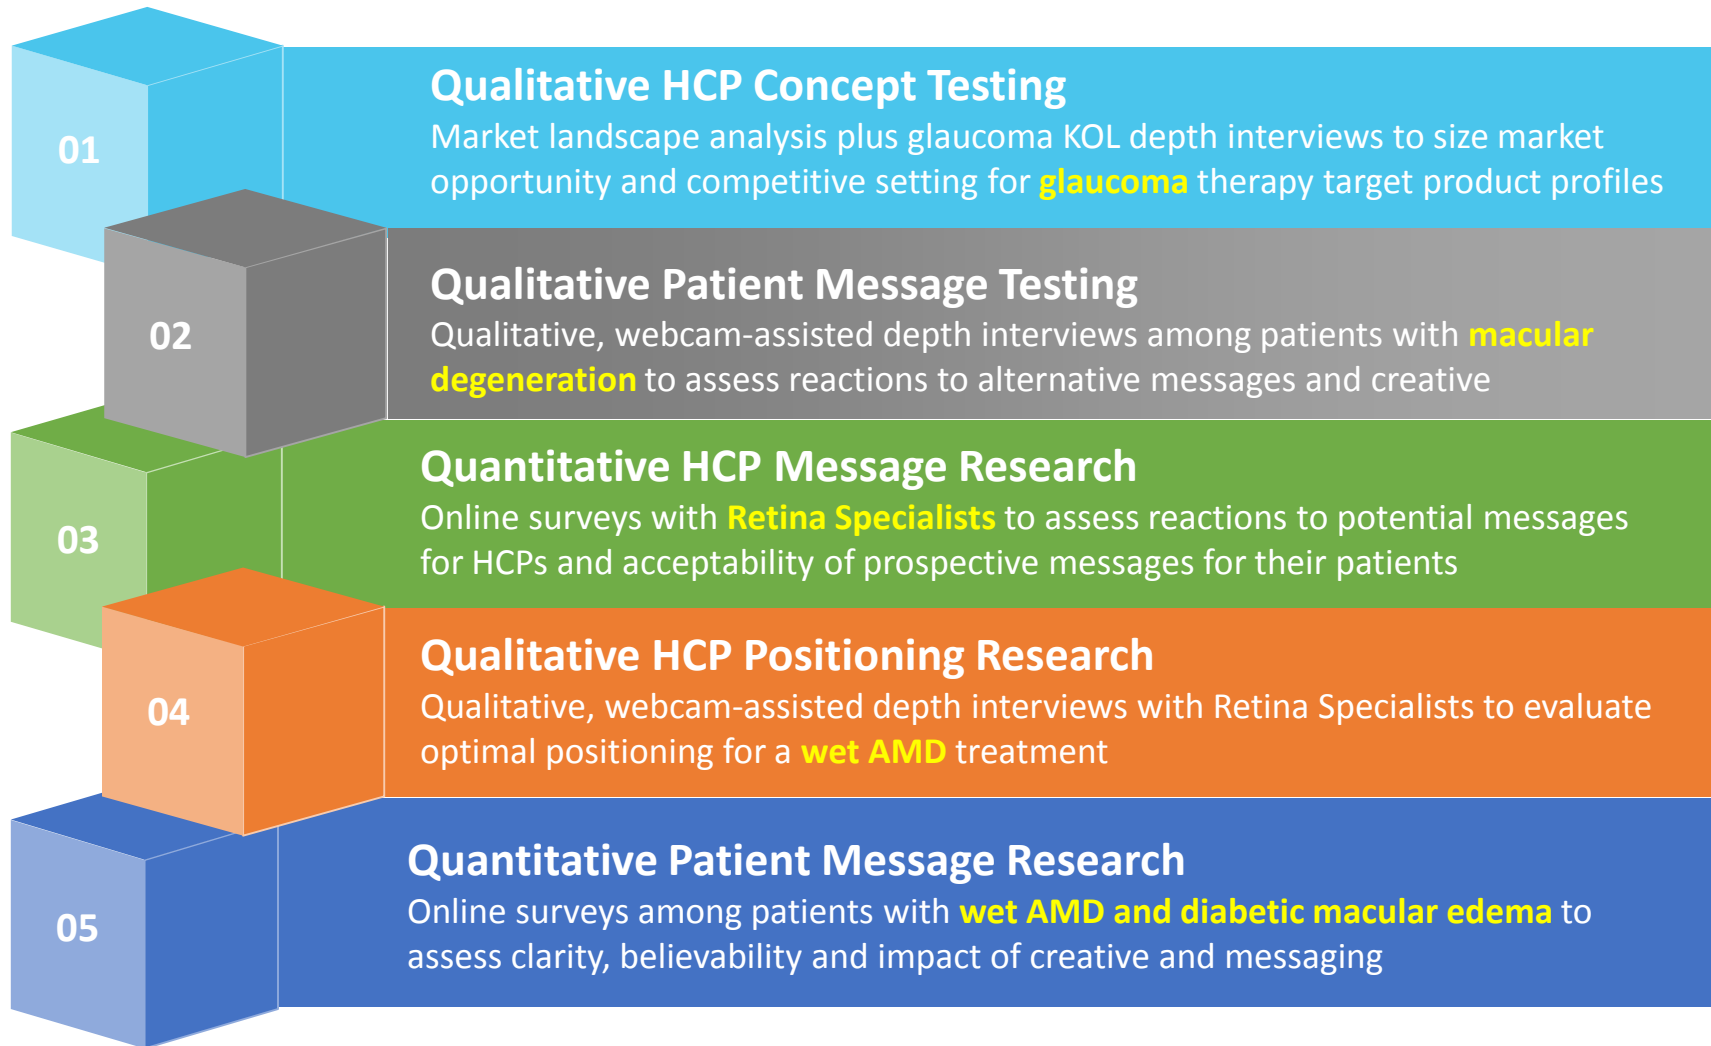 01
Qualitative HCP Concept Testing
Market landscape analysis plus glaucoma KOL depth interviews to size market
opportunity and competitive setting for glaucoma therapy target product profiles
02
Qualitative Patient Message Testing
Qualitative, webcam-assisted depth interviews among patients with macular
degeneration to assess reactions to alternative messages and creative
03
Quantitative HCP Message Research
Online surveys with Retina Specialists to assess reactions to potential messages
for HCPs and acceptability of prospective messages for their patients
04
Qualitative HCP Positioning Research
Qualitative, webcam-assisted depth interviews with Retina Specialists to evaluate
optimal positioning for a wet AMD treatment
05
Quantitative Patient Message Research
Online surveys among patients with wet AMD and diabetic macular edema to
assess clarity, believability and impact of creative and messaging